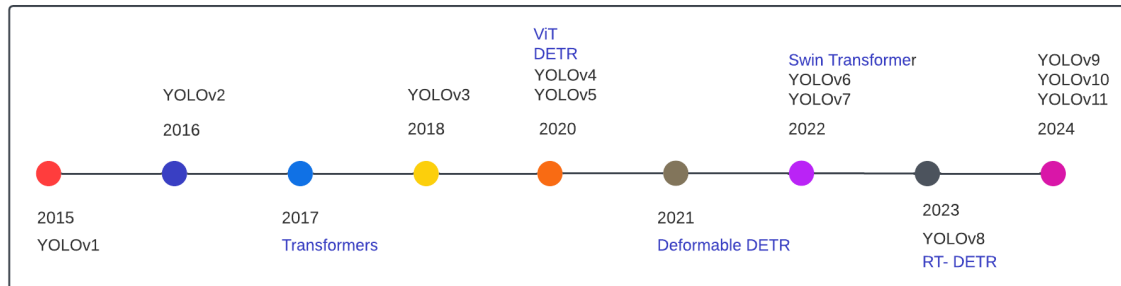 ViT
DETR
YOLOv4
YOLOv5
Swin Transformer
YOLOv6
YOLOv7
YOLOv9
YOLOv10
YOLOv11
YOLOv2
YOLOv3
2016
2018
2020
2022
2024
2015
YOLOv1
2017
Transformers
2021
Deformable DETR
2023
YOLOv8
RT- DETR